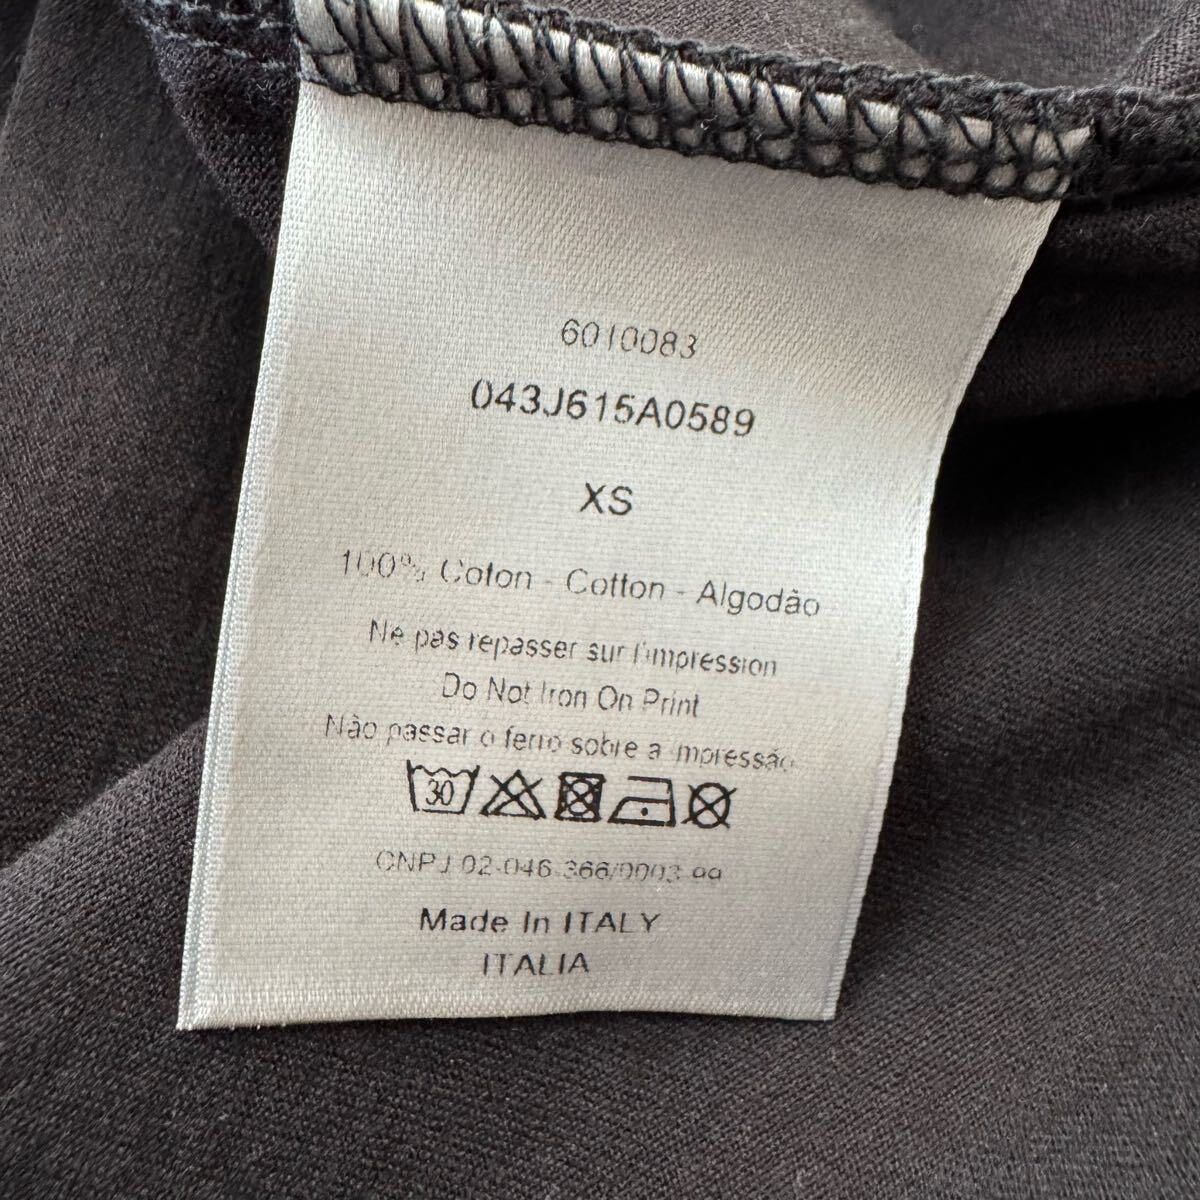 6010083
043J615A0589
XS
100% Coton - Cotton - Algodão
Ne pas repasser sur l'impression
Do Not Iron On Print
Não passar o ferro sobre a impressão
30
CNPJ 02-046.366/0003-99
Made In ITALY
ITALIA